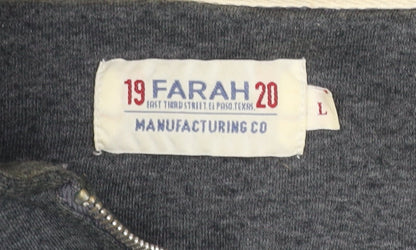 19 FARAH 20
EAST THIRD STREET, EL PASO, TEXAS.
MANUFACTURING CO
L